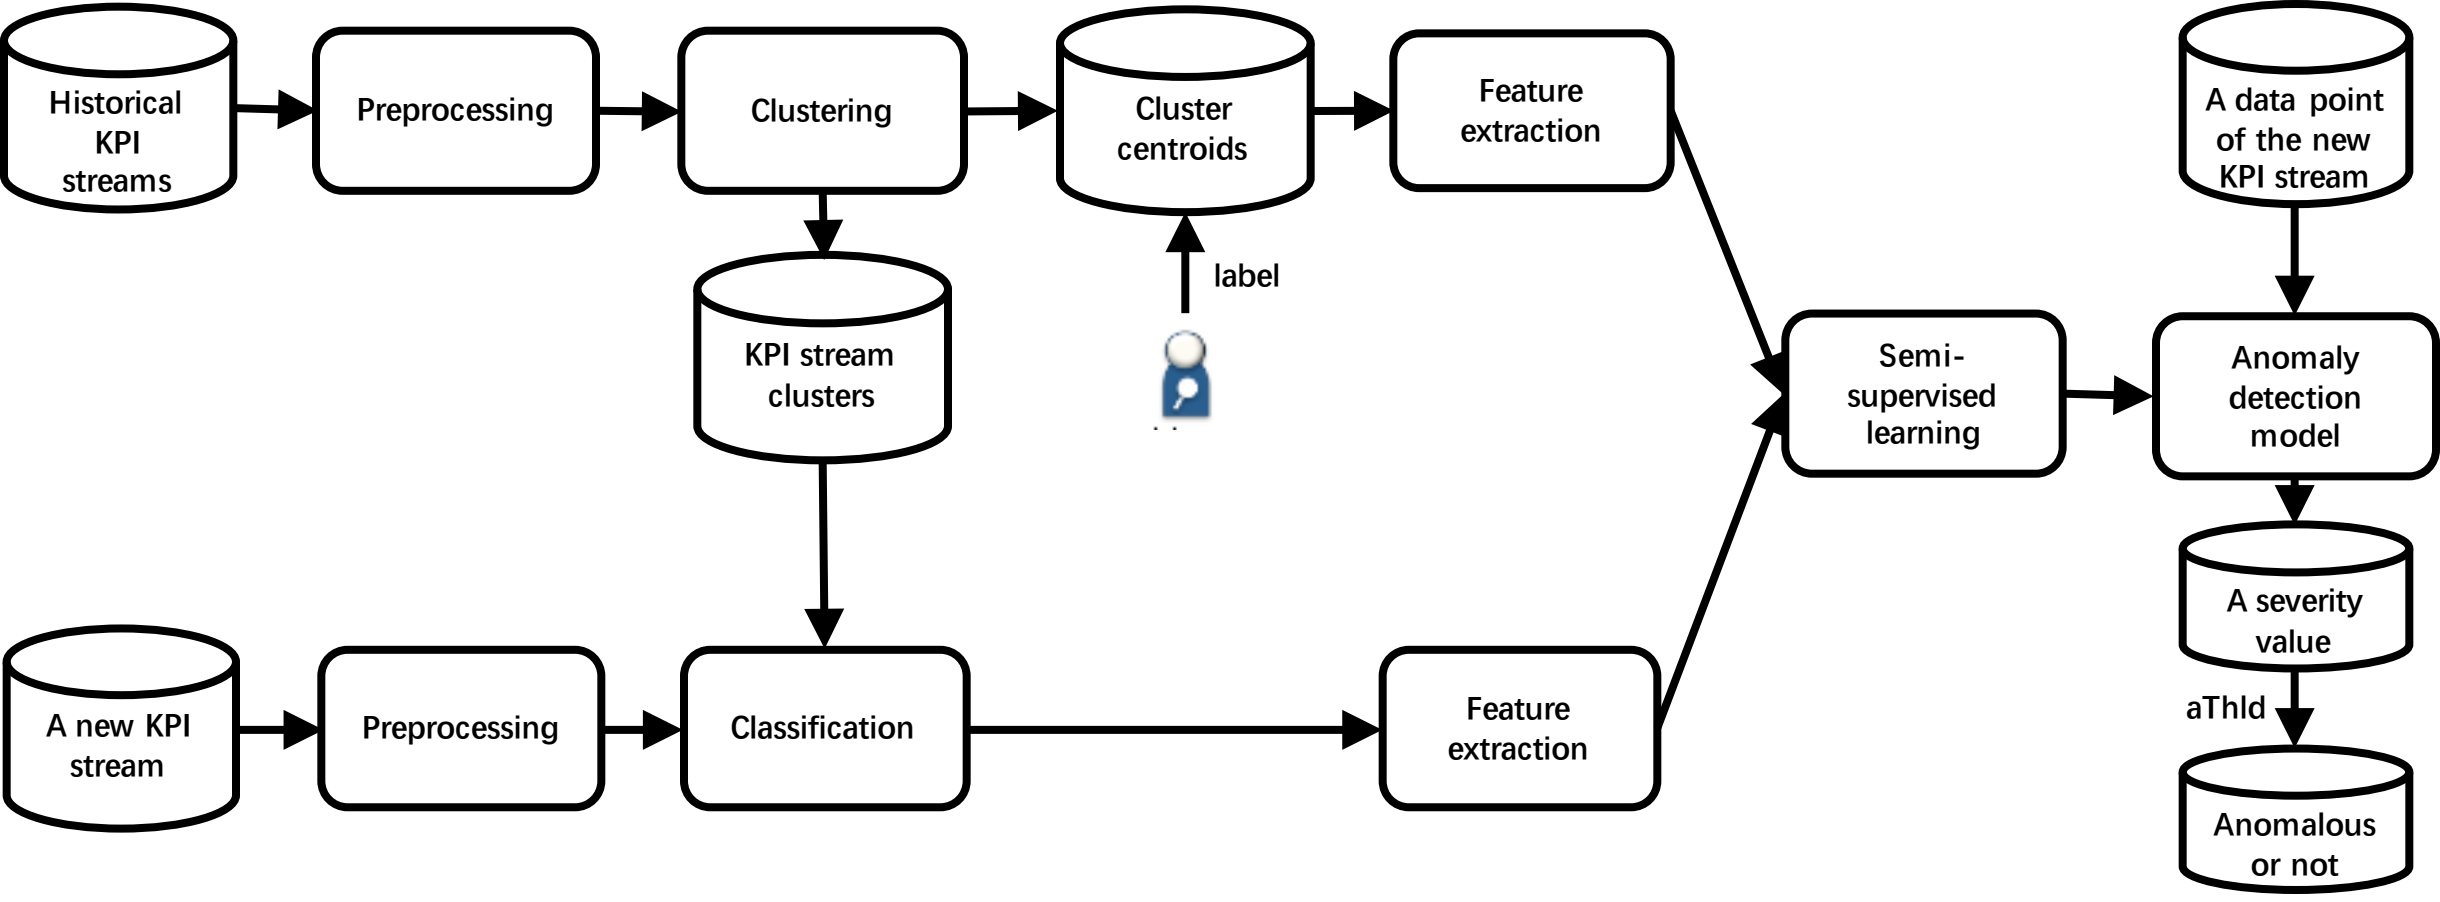 Historical
KPI
streams
Preprocessing
Clustering
Cluster
centroids
Feature
extraction
A data point
of the new
KPI stream
label
KPI stream
clusters
Semi-
supervised
learning
Anomaly
detection
model
A severity
value
aThld
A new KPI
stream
Preprocessing
Classification
Feature
extraction
Anomalous
or not